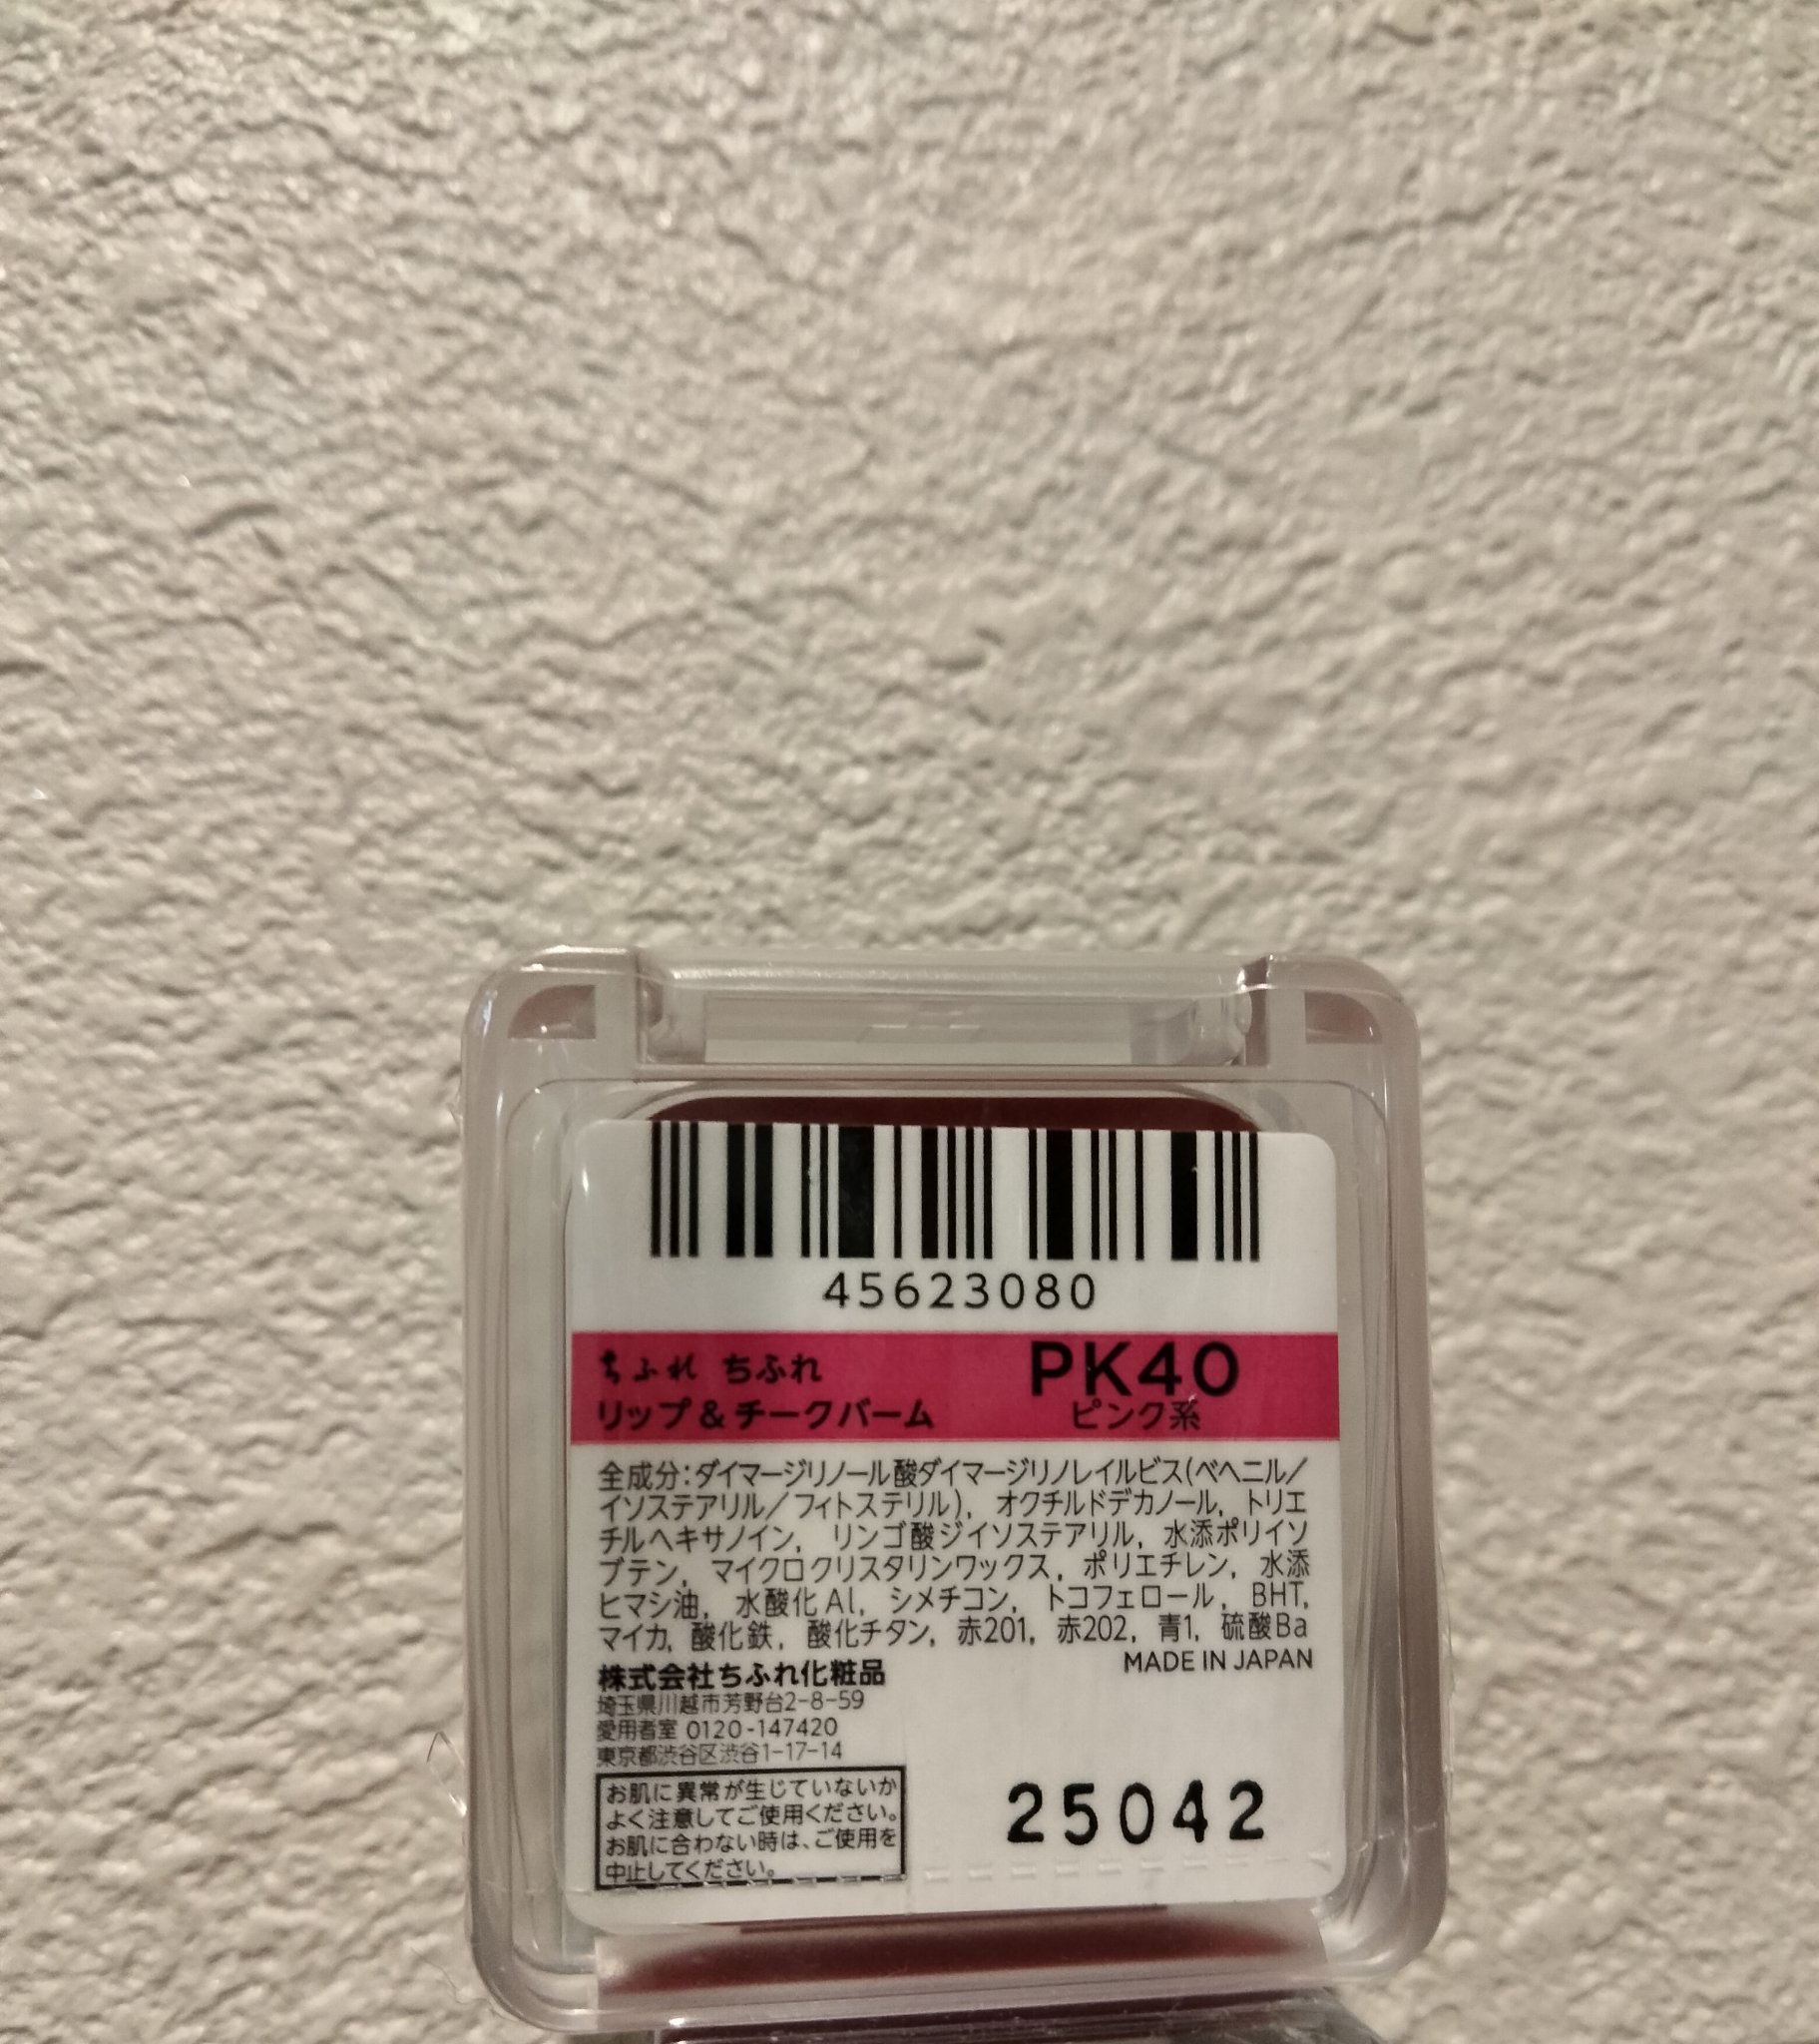 45623080
ちふれ ちふれ PK40
リップ&チークバーム ピンク系
全成分:ダイマージリノール酸ダイマージリノレイルビス(ベヘニル/
イソステアリル/フィトステリル), オクチルドデカノール, トリエ
チルヘキサノイン, リンゴ酸ジイソステアリル, 水添ポリイソ
ブテン, マイクロクリスタリンワックス, ポリエチレン, 水添
ヒマシ油, 水酸化Al, シメチコン, トコフェロール, BHT,
マイカ, 酸化鉄, 酸化チタン, 赤201, 赤202, 青1, 硫酸Ba
MADE IN JAPAN
株式会社ちふれ化粧品
埼玉県川越市芳野台2-8-59
愛用者室 0120-147420
東京都渋谷区渋谷1-17-14
お肌に異常が生じていないか
よく注意してご使用ください。
お肌に合わない時は、ご使用を
中止してください。
25042